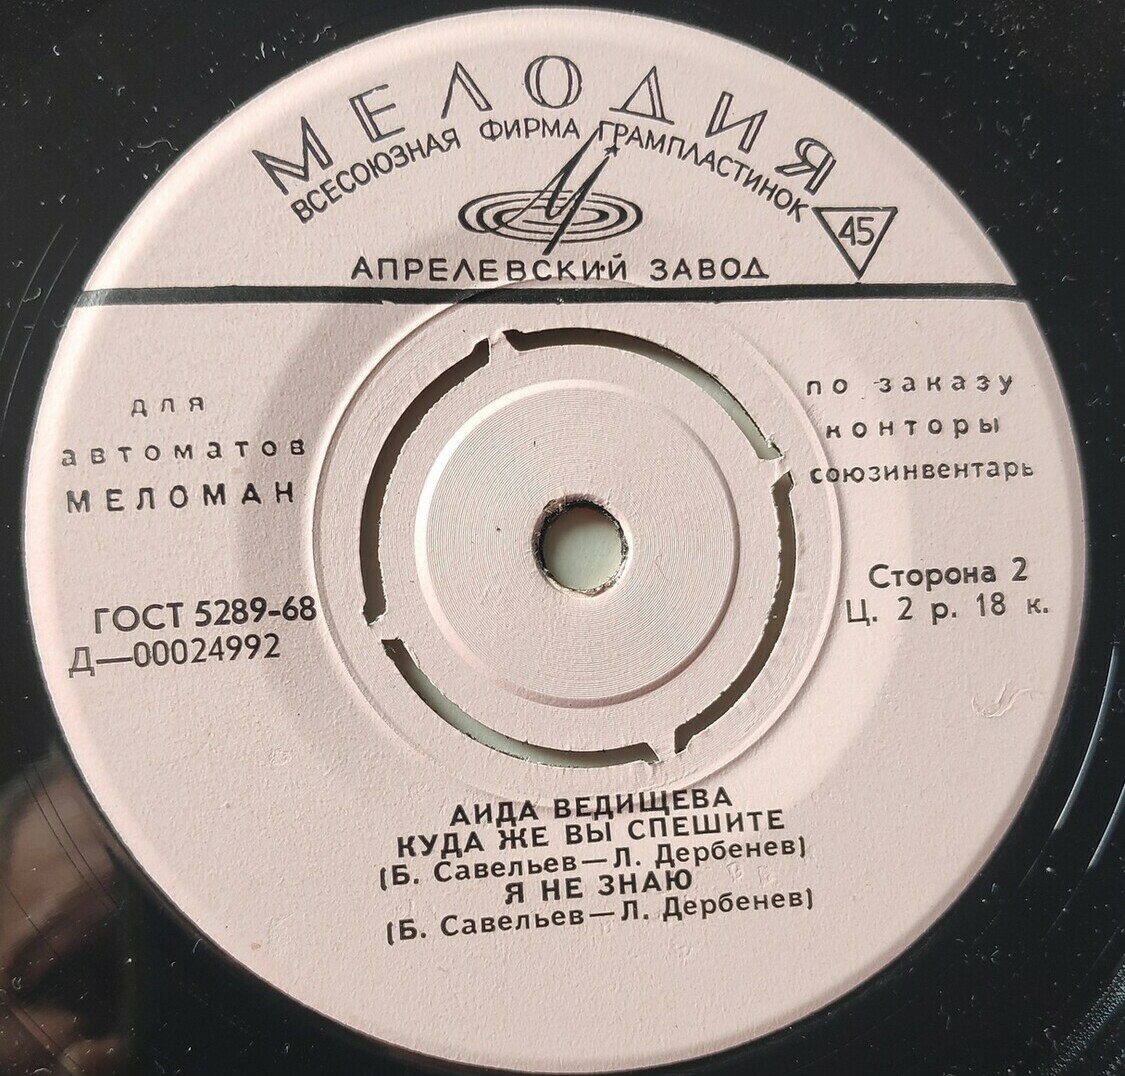 МЕЛОДИЯ
ВСЕСОЮЗНАЯ ФИРМА ГРАМПЛАСТИНОК
45
АПРЕЛЕВСКИЙ ЗАВОД
для
автоматов
МЕЛОМАН
по заказу
конторы
союзинвентарь
ГОСТ 5289-68
Д—00024992
Сторона 2
Ц. 2 р. 18 к.
АИДА ВЕДИЩЕВА
КУДА ЖЕ ВЫ СПЕШИТЕ
(Б. Савельев—Л. Дербенев)
Я НЕ ЗНАЮ
(Б. Савельев—Л. Дербенев)